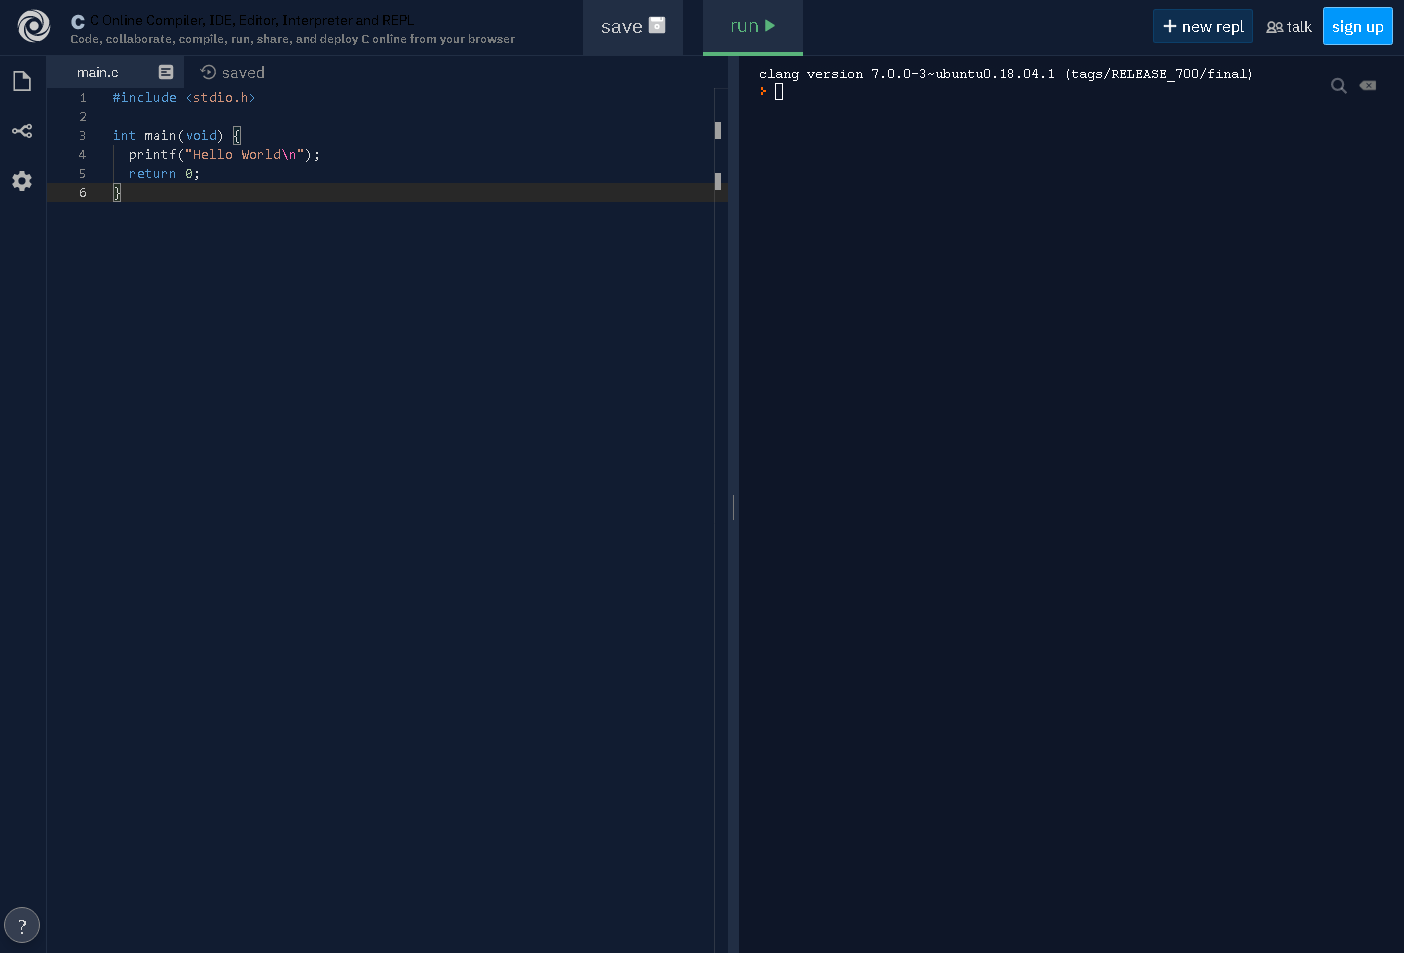 C C Online Compiler, IDE, Editor, Interpreter and REPL
Code, collaborate, compile, run, share, and deploy C online from your browser
save
run
+ new repl
talk
sign up
main.c
saved
1 #include <stdio.h>
2
3 int main(void) {
4 printf("Hello World\n");
5 return 0;
6 }
clang version 7.0.0-3~ubuntu0.18.04.1 (tags/RELEASE_700/final)
?